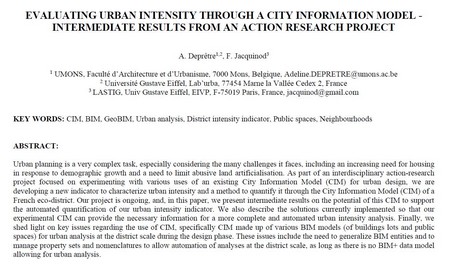 EVALUATING URBAN INTENSITY THROUGH A CITY INFORMATION MODEL -
INTERMEDIATE RESULTS FROM AN ACTION RESEARCH PROJECT
A. Deprêtre1,2, F. Jacquinod3
1 UMONS, Faculté d'Architecture et d'Urbanisme, 7000 Mons, Belgique, Adeline.DEPRETRE@umons.ac.be
2 Université Gustave Eiffel, Lab'urba, 77454 Marne la Vallée Cedex 2, France
3 LASTIG, Univ Gustave Eiffel, EIVP, F-75019 Paris, France, jacquinod@gmail.com
KEY WORDS: CIM, BIM, GeoBIM, Urban analysis, District intensity indicator, Public spaces, Neighbourhoods
ABSTRACT:
Urban planning is a very complex task, especially considering the many challenges it faces, including an increasing need for housing
in response to demographic growth and a need to limit abusive land artificialisation. As part of an interdisciplinary action-research
project focused on experimenting with various uses of an existing City Information Model (CIM) for urban design, we are
developing a new indicator to characterize urban intensity and a method to quantify it through the City Information Model (CIM) of a
French eco-district. Our project is ongoing, and, in this paper, we present intermediate results on the potential of this CIM to support
the automated quantification of our urban intensity indicator. We also describe the solutions currently implemented so that our
experimental CIM can provide the necessary information for a more complete and automated urban intensity analysis. Finally, we
shed light on key issues regarding the use of CIM, specifically CIM made up of various BIM models (of buildings lots and public
spaces) for urban analysis at the district scale during the design phase. These issues include the need to generalize BIM entities and to
manage property sets and nomenclatures to allow automation of analyses at the district scale, as long as there is no BIM+ data model
allowing for urban analysis.